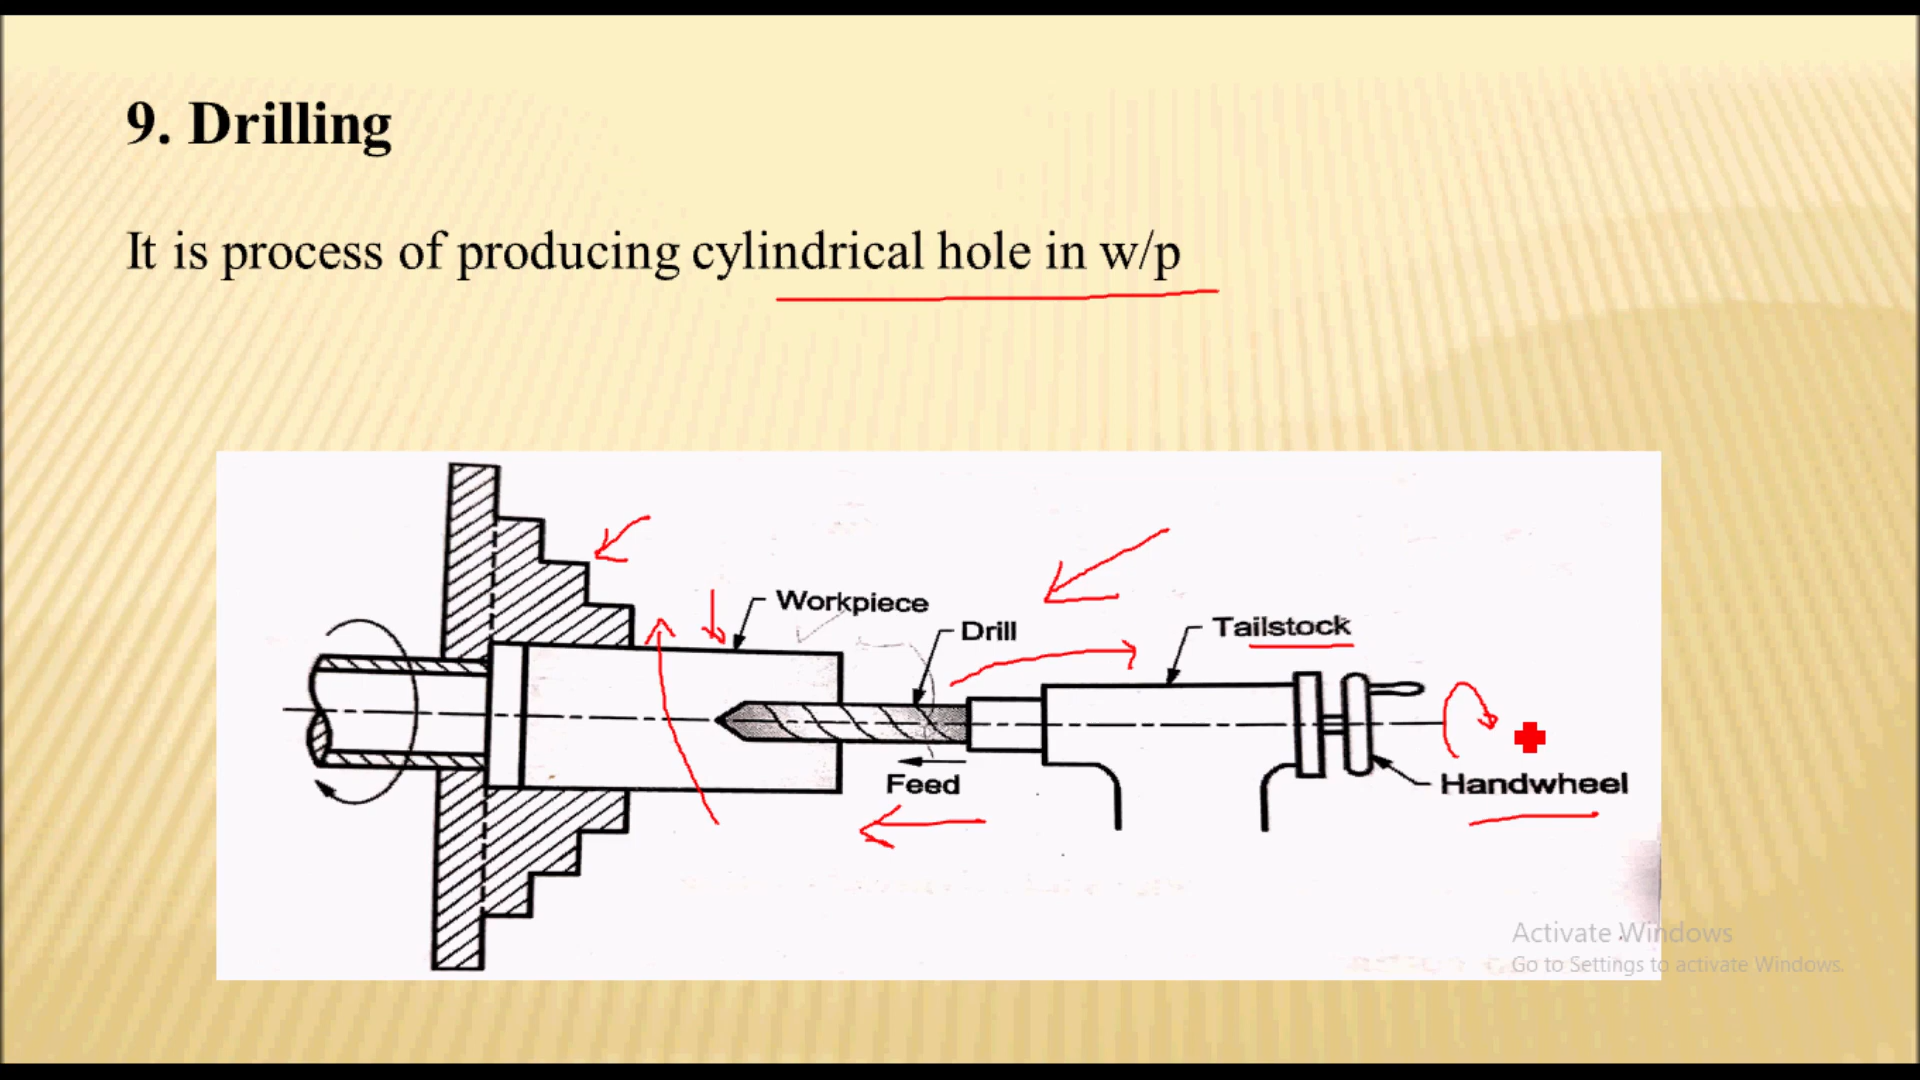 9. Drilling
It is process of producing cylindrical hole in w/p
Workpiece
Drill
Tailstock
Feed
Handwheel
Activate Windows
Go to Settings to activate Windows.